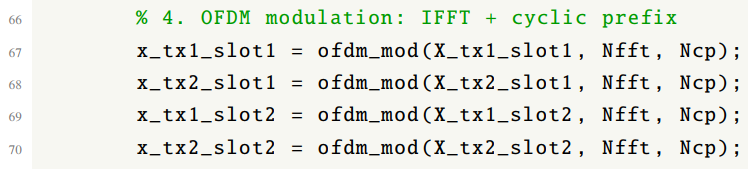 66 % 4. OFDM modulation: IFFT + cyclic prefix
67 x_tx1_slot1 = ofdm_mod(X_tx1_slot1, Nfft, Ncp);
68 x_tx2_slot1 = ofdm_mod(X_tx2_slot1, Nfft, Ncp);
69 x_tx1_slot2 = ofdm_mod(X_tx1_slot2, Nfft, Ncp);
70 x_tx2_slot2 = ofdm_mod(X_tx2_slot2, Nfft, Ncp);